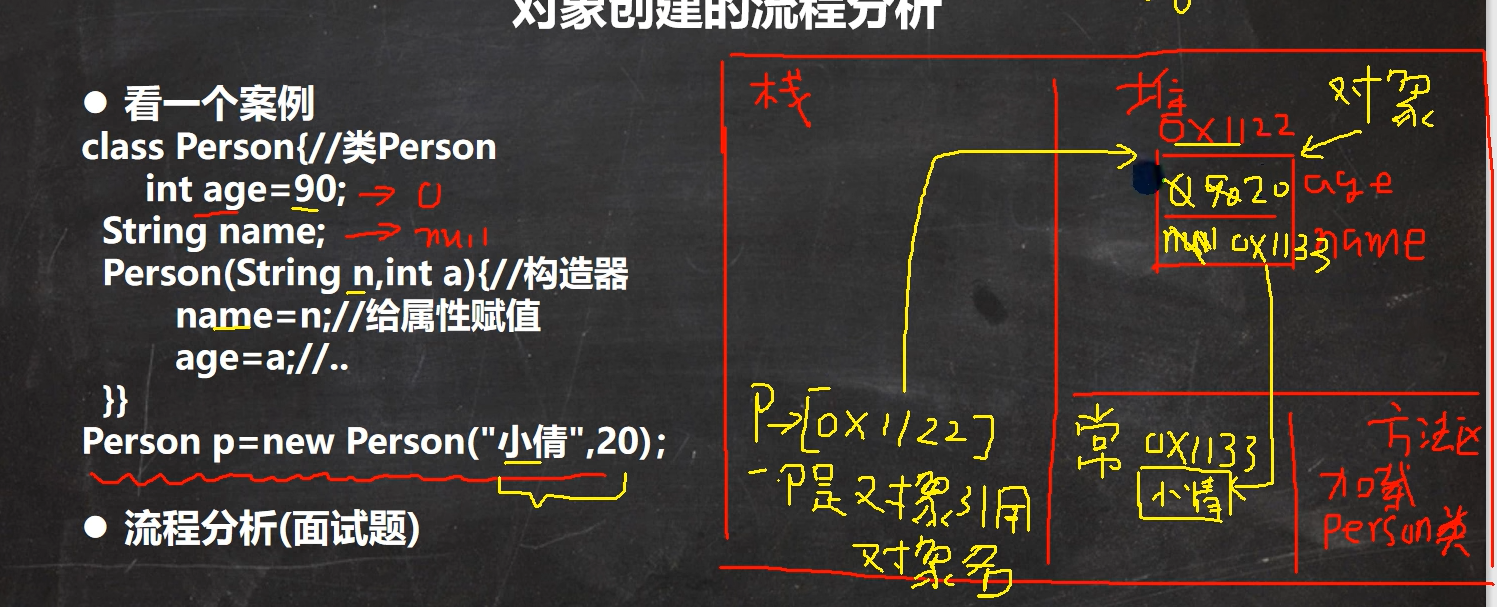 对象创建的流程分析
● 看一个案例
class Person{//类Person
int age=90; → 0
String name; → null
Person(String n,int a){//构造器
name=n;//给属性赋值
age=a;//..
}}
Person p=new Person("小倩",20);
● 流程分析(面试题)
栈
P→[0X1122]
P是对象引用
对象名
堆
对象
0X1122
90 20 age
null 0X1133 name
常
0X1133
小倩
方法区
加载
Person类